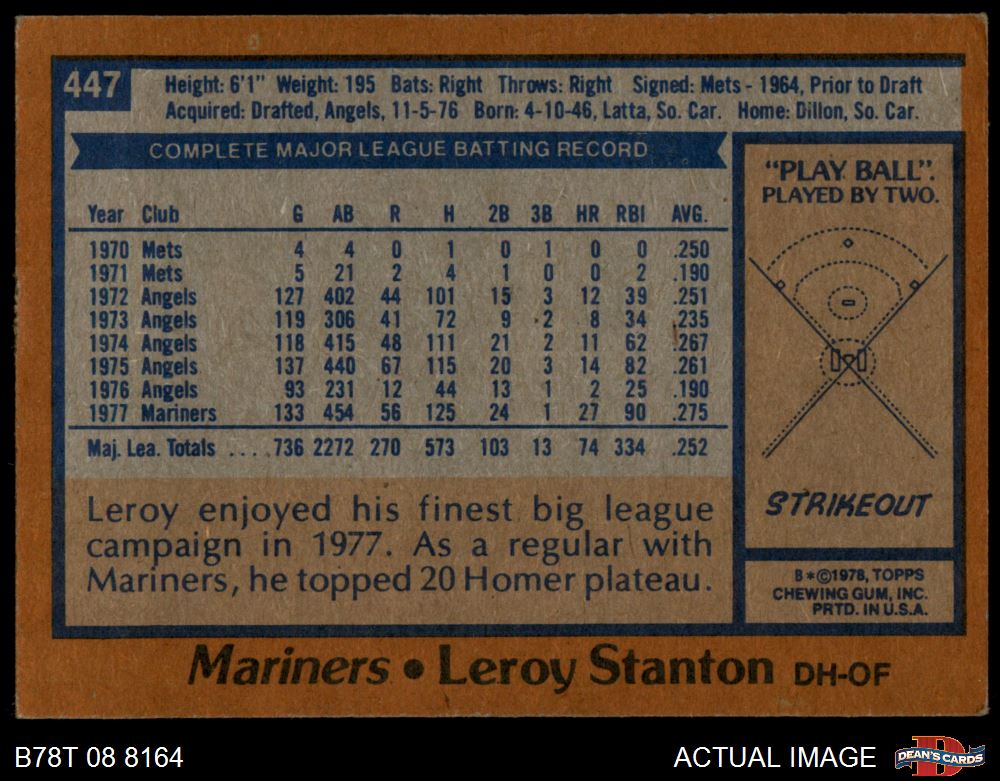 447
Height: 6'1" Weight: 195 Bats: Right Throws: Right Signed: Mets - 1964, Prior to Draft
Acquired: Drafted, Angels, 11-5-76 Born: 4-10-46, Latta, So. Car. Home: Dillon, So. Car.
COMPLETE MAJOR LEAGUE BATTING RECORD
Year Club G AB R H 2B 3B HR RBI AVG.
1970 Mets 4 4 0 1 0 1 0 0 .250
1971 Mets 5 21 2 4 1 0 0 2 .190
1972 Angels 127 402 44 101 15 3 12 39 .251
1973 Angels 119 306 41 72 9 2 8 34 .235
1974 Angels 118 415 48 111 21 2 11 62 .267
1975 Angels 137 440 67 115 20 3 14 82 .261
1976 Angels 93 231 12 44 13 1 2 25 .190
1977 Mariners 133 454 56 125 24 1 27 90 .275
Maj. Lea. Totals .... 736 2272 270 573 103 13 74 334 .252
Leroy enjoyed his finest big league
campaign in 1977. As a regular with
Mariners, he topped 20 Homer plateau.
"PLAY BALL".
PLAYED BY TWO.
STRIKEOUT
B*©1978, TOPPS
CHEWING GUM, INC.
PRTD. IN U.S.A.
Mariners • Leroy Stanton DH-OF
B78T 08 8164
ACTUAL IMAGE
D
DEAN'S CARDS